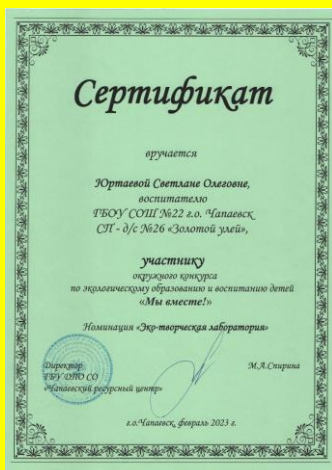 Сертификат
вручается
Юртаевой Светлане Олеговне,
воспитателю
ГБОУ СОШ №22 г.о. Чапаевск
СП - д/с №26 «Золотой улей»,
участнику
окружного конкурса
по экологическому образованию и воспитанию детей
«Мы вместе!»
Номинация «Эко-творческая лаборатория»
Директор
ГБУ ДПО СО
«Чапаевский ресурсный центр»
М.А.Спирина
г.о.Чапаевск, февраль 2023 г.